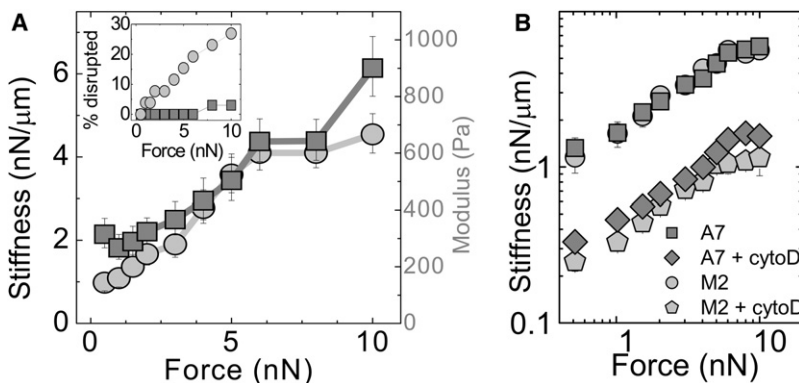 A
% disrupted
30
20
10
0
0 5 10
Force (nN)
Stiffness (nN/μm)
6
4
2
0
0 5 10
Force (nN)
1000
800
600
400
200
0
Modulus (Pa)
B
Stiffness (nN/μm)
1
0.1
1 10
Force (nN)
A7
A7 + cytoD
M2
M2 + cytoD